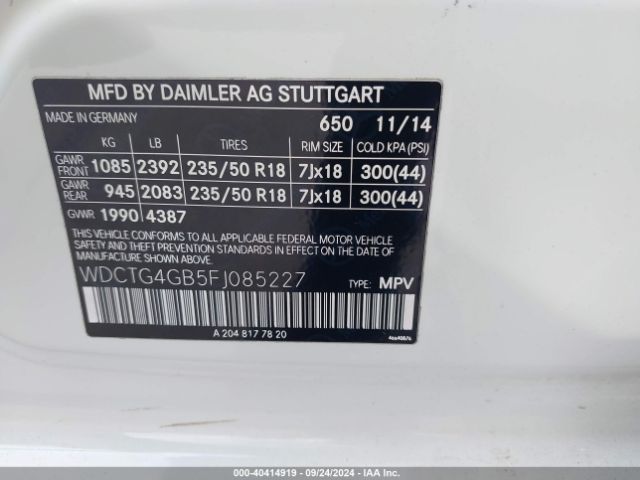 MFD BY DAIMLER AG STUTTGART
MADE IN GERMANY 650 11/14
KG LB TIRES RIM SIZE COLD KPA (PSI)
GAWR FRONT 1085 2392 235/50 R18 7Jx18 300(44)
GAWR REAR 945 2083 235/50 R18 7Jx18 300(44)
GVWR 1990 4387
THIS VEHICLE CONFORMS TO ALL APPLICABLE FEDERAL MOTOR VEHICLE
SAFETY, BUMPER, AND THEFT PREVENTION
STANDARDS IN EFFECT ON THE DATE OF MANUFACTURE SHOWN ABOVE.
WDCTG4GB5FJ085227 TYPE: MPV
A 204 817 78 20
000-40414919 - 09/24/2024 - IAAI.com